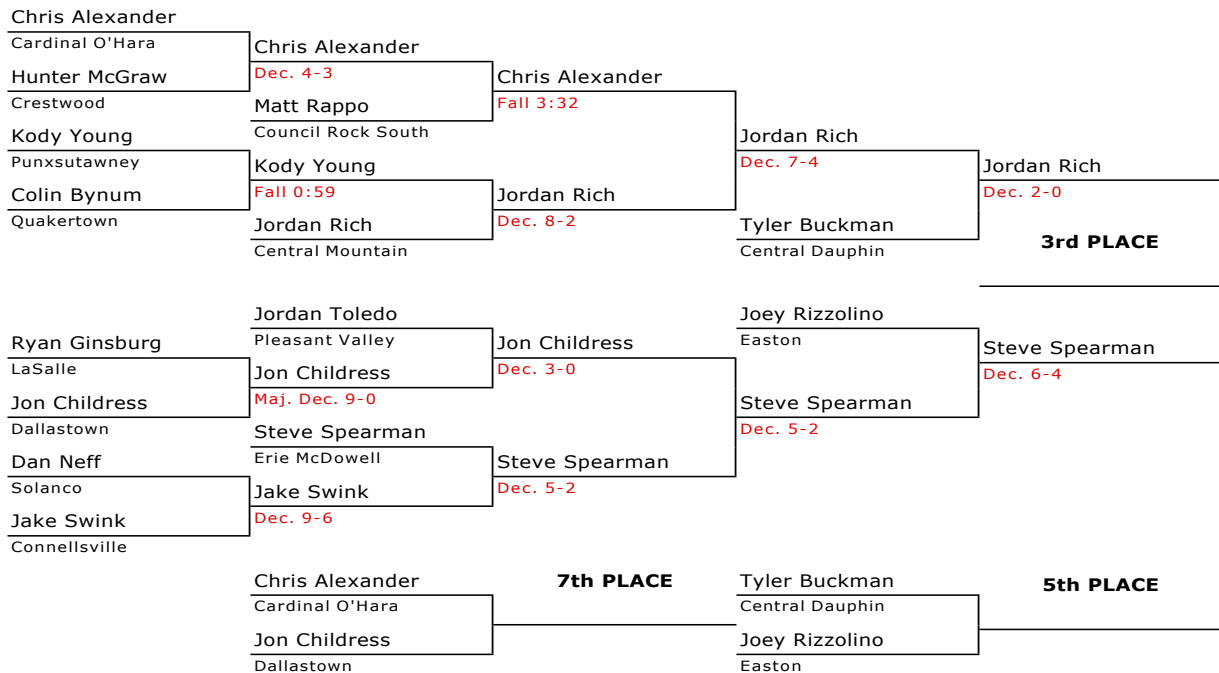 Chris Alexander
Cardinal O'Hara
Hunter McGraw
Crestwood
Kody Young
Punxsutawney
Colin Bynum
Quakertown
Chris Alexander
Dec. 4-3
Matt Rappo
Council Rock South
Kody Young
Fall 0:59
Jordan Rich
Central Mountain
Chris Alexander
Fall 3:32
Jordan Rich
Dec. 8-2
Jordan Rich
Dec. 7-4
Tyler Buckman
Central Dauphin
Jordan Rich
Dec. 2-0
3rd PLACE
Ryan Ginsburg
LaSalle
Jon Childress
Dallastown
Dan Neff
Solanco
Jake Swink
Connellsville
Jordan Toledo
Pleasant Valley
Jon Childress
Maj. Dec. 9-0
Steve Spearman
Erie McDowell
Jake Swink
Dec. 9-6
Jon Childress
Dec. 3-0
Steve Spearman
Dec. 5-2
Joey Rizzolino
Easton
Steve Spearman
Dec. 5-2
Steve Spearman
Dec. 6-4
Chris Alexander
Cardinal O'Hara
Jon Childress
Dallastown
7th PLACE
Tyler Buckman
Central Dauphin
Joey Rizzolino
Easton
5th PLACE